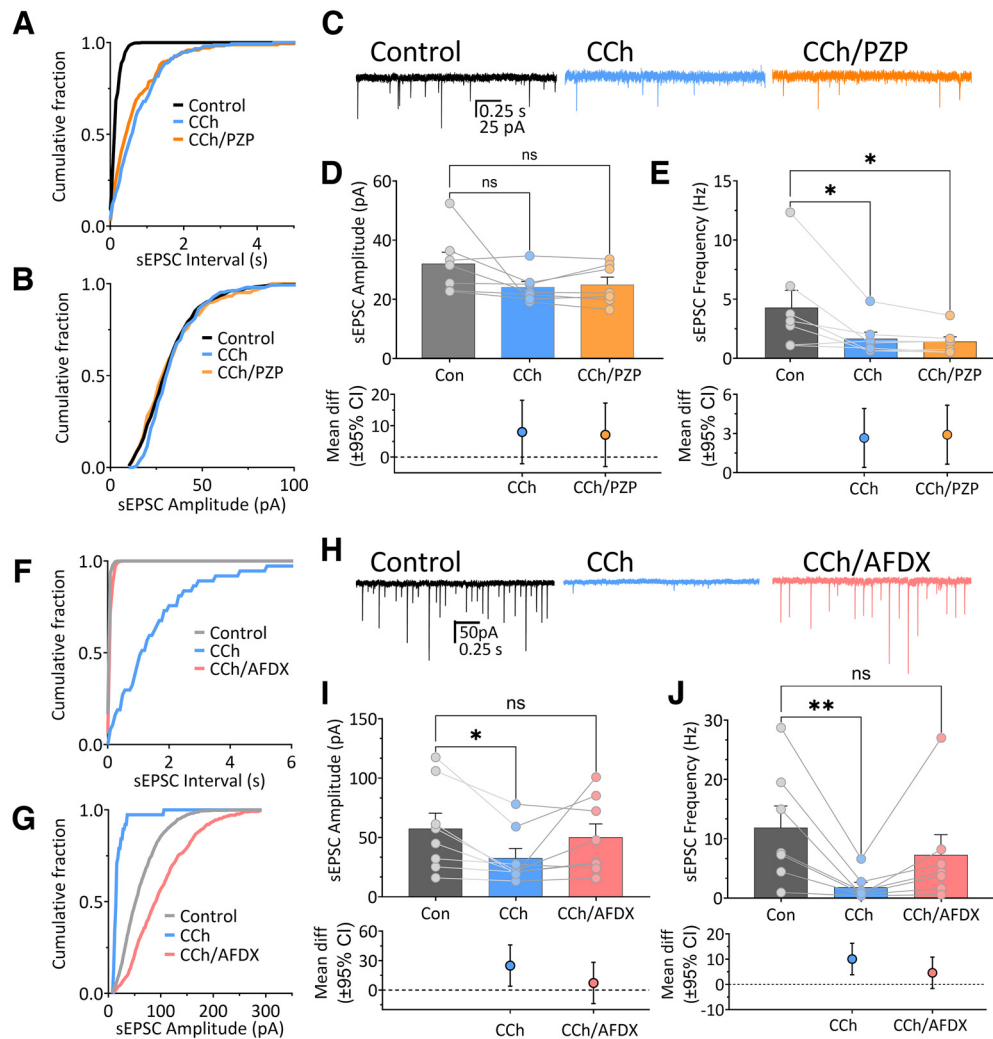 A
1.0
0.5
0.0
Cumulative fraction
Control
CCh
CCh/PZP
0 2 4
sEPSC Interval (s)
B
1.0
0.5
0.0
Cumulative fraction
Control
CCh
CCh/PZP
0 50 100
sEPSC Amplitude (pA)
C
Control CCh CCh/PZP
0.25 s
25 pA
D
ns
ns
60
40
20
0
sEPSC Amplitude (pA)
Con CCh CCh/PZP
20
10
0
Mean diff
(±95% CI)
CCh CCh/PZP
E
*
*
15
10
5
0
sEPSC Frequency (Hz)
Con CCh CCh/PZP
6
3
0
Mean diff
(±95% CI)
CCh CCh/PZP
F
1.0
0.5
0.0
Cumulative fraction
Control
CCh
CCh/AFDX
0 2 4 6
sEPSC Interval (s)
G
1.0
0.5
0.0
Cumulative fraction
Control
CCh
CCh/AFDX
0 100 200 300
sEPSC Amplitude (pA)
H
Control CCh CCh/AFDX
50pA
0.25 s
I
ns
*
150
100
50
0
sEPSC Amplitude (pA)
Con CCh CCh/AFDX
60
30
0
Mean diff
(±95% CI)
CCh CCh/AFDX
J
ns
**
30
20
10
0
sEPSC Frequency (Hz)
Con CCh CCh/AFDX
20
10
0
-10
Mean diff
(±95% CI)
CCh CCh/AFDX